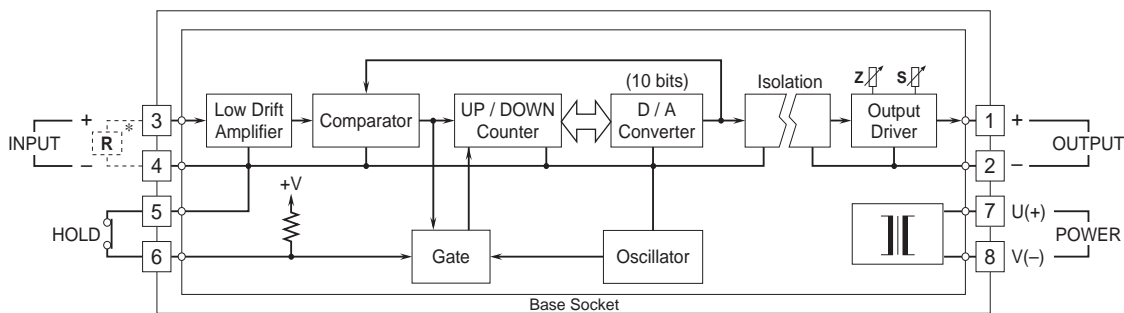 (10 bits)
Isolation
Z
S
3
Low Drift
Amplifier
Comparator
UP / DOWN
Counter
D / A
Converter
Output
Driver
1
+
INPUT
+
R
*
–
4
OUTPUT
2
–
5
HOLD
6
+V
Gate
Oscillator
7
U(+)
POWER
8
V(–)
Base Socket